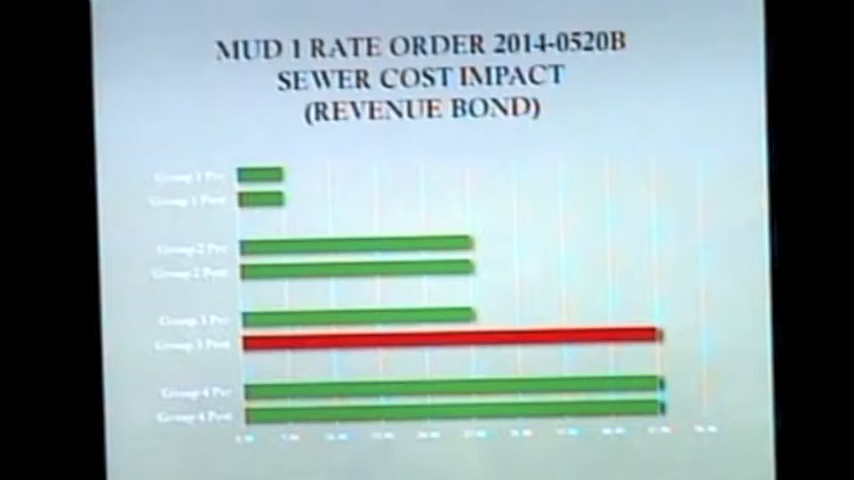 MUD 1 RATE ORDER 2014-0520B
SEWER COST IMPACT
(REVENUE BOND)
Group 1 Pre
Group 1 Post
Group 2 Pre
Group 2 Post
Group 3 Pre
Group 3 Post
Group 4 Pre
Group 4 Post